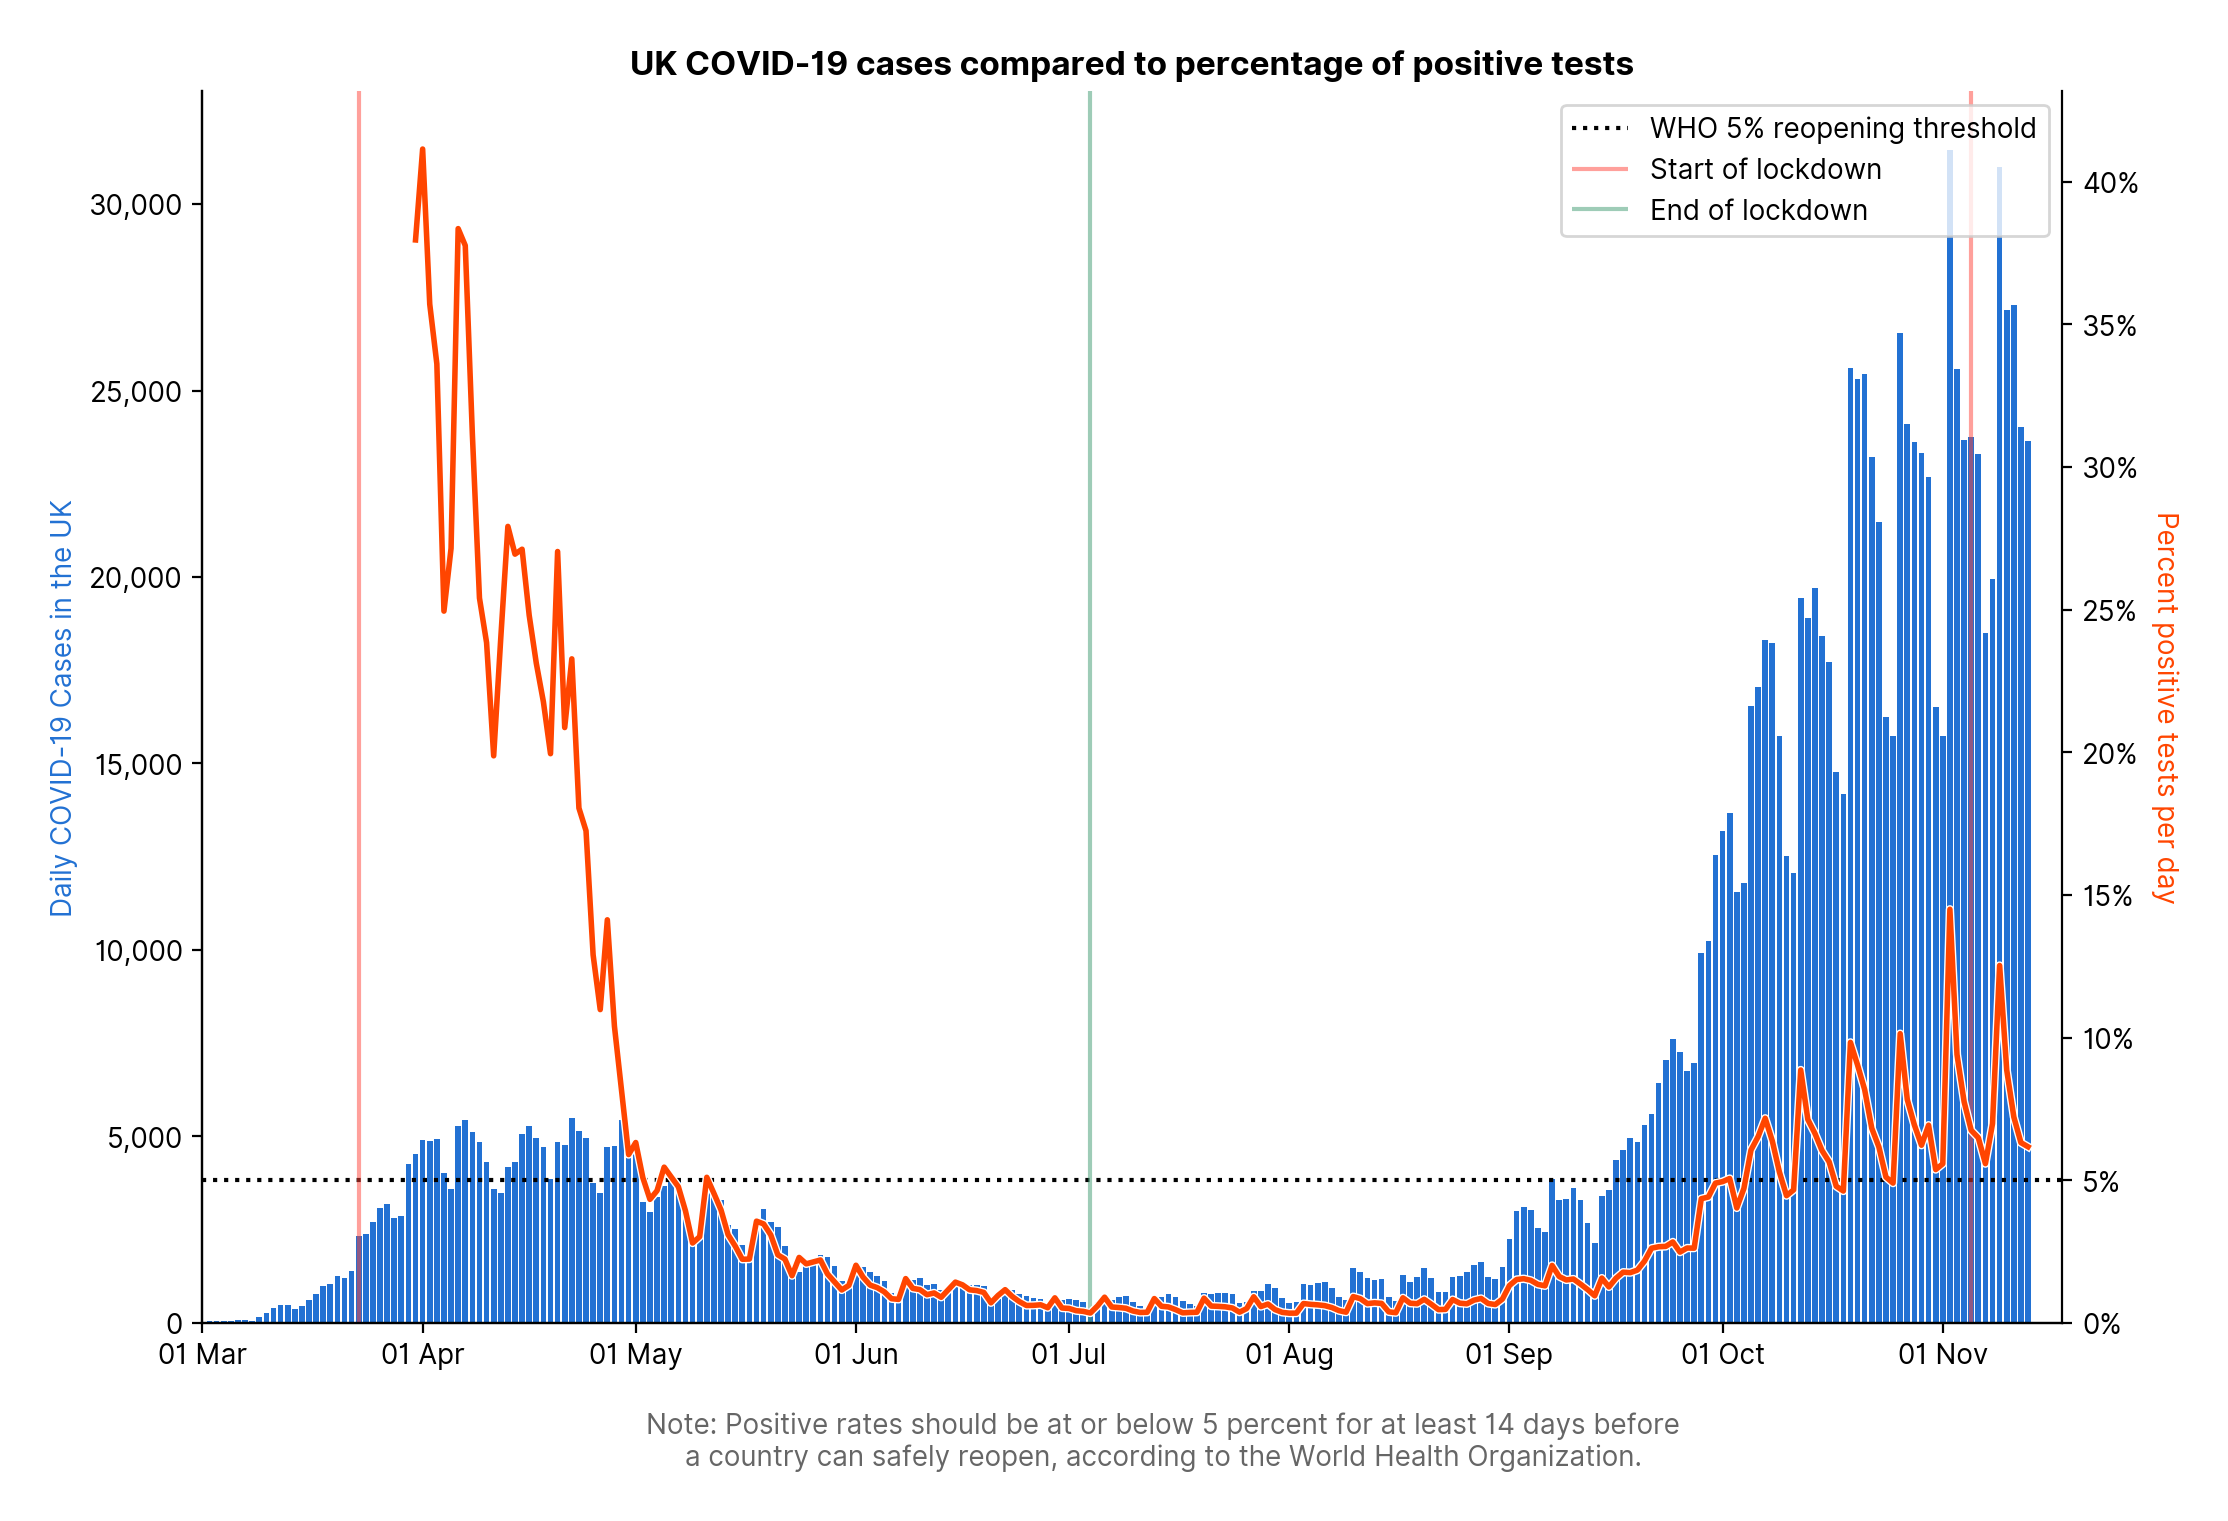 UK COVID-19 cases compared to percentage of positive tests
WHO 5% reopening threshold
Start of lockdown
End of lockdown
Daily COVID-19 Cases in the UK
30,000
25,000
20,000
15,000
10,000
5,000
0
40%
35%
30%
25%
20%
15%
10%
5%
0%
Percent positive tests per day
01 Mar
01 Apr
01 May
01 Jun
01 Jul
01 Aug
01 Sep
01 Oct
01 Nov
Note: Positive rates should be at or below 5 percent for at least 14 days before
a country can safely reopen, according to the World Health Organization.